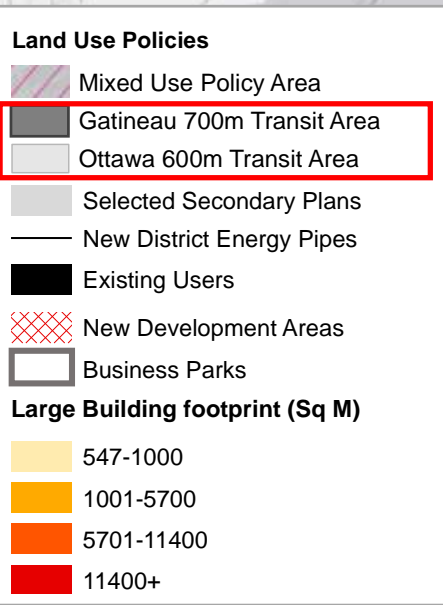 Land Use Policies
Mixed Use Policy Area
Gatineau 700m Transit Area
Ottawa 600m Transit Area
Selected Secondary Plans
New District Energy Pipes
Existing Users
New Development Areas
Business Parks
Large Building footprint (Sq M)
547-1000
1001-5700
5701-11400
11400+